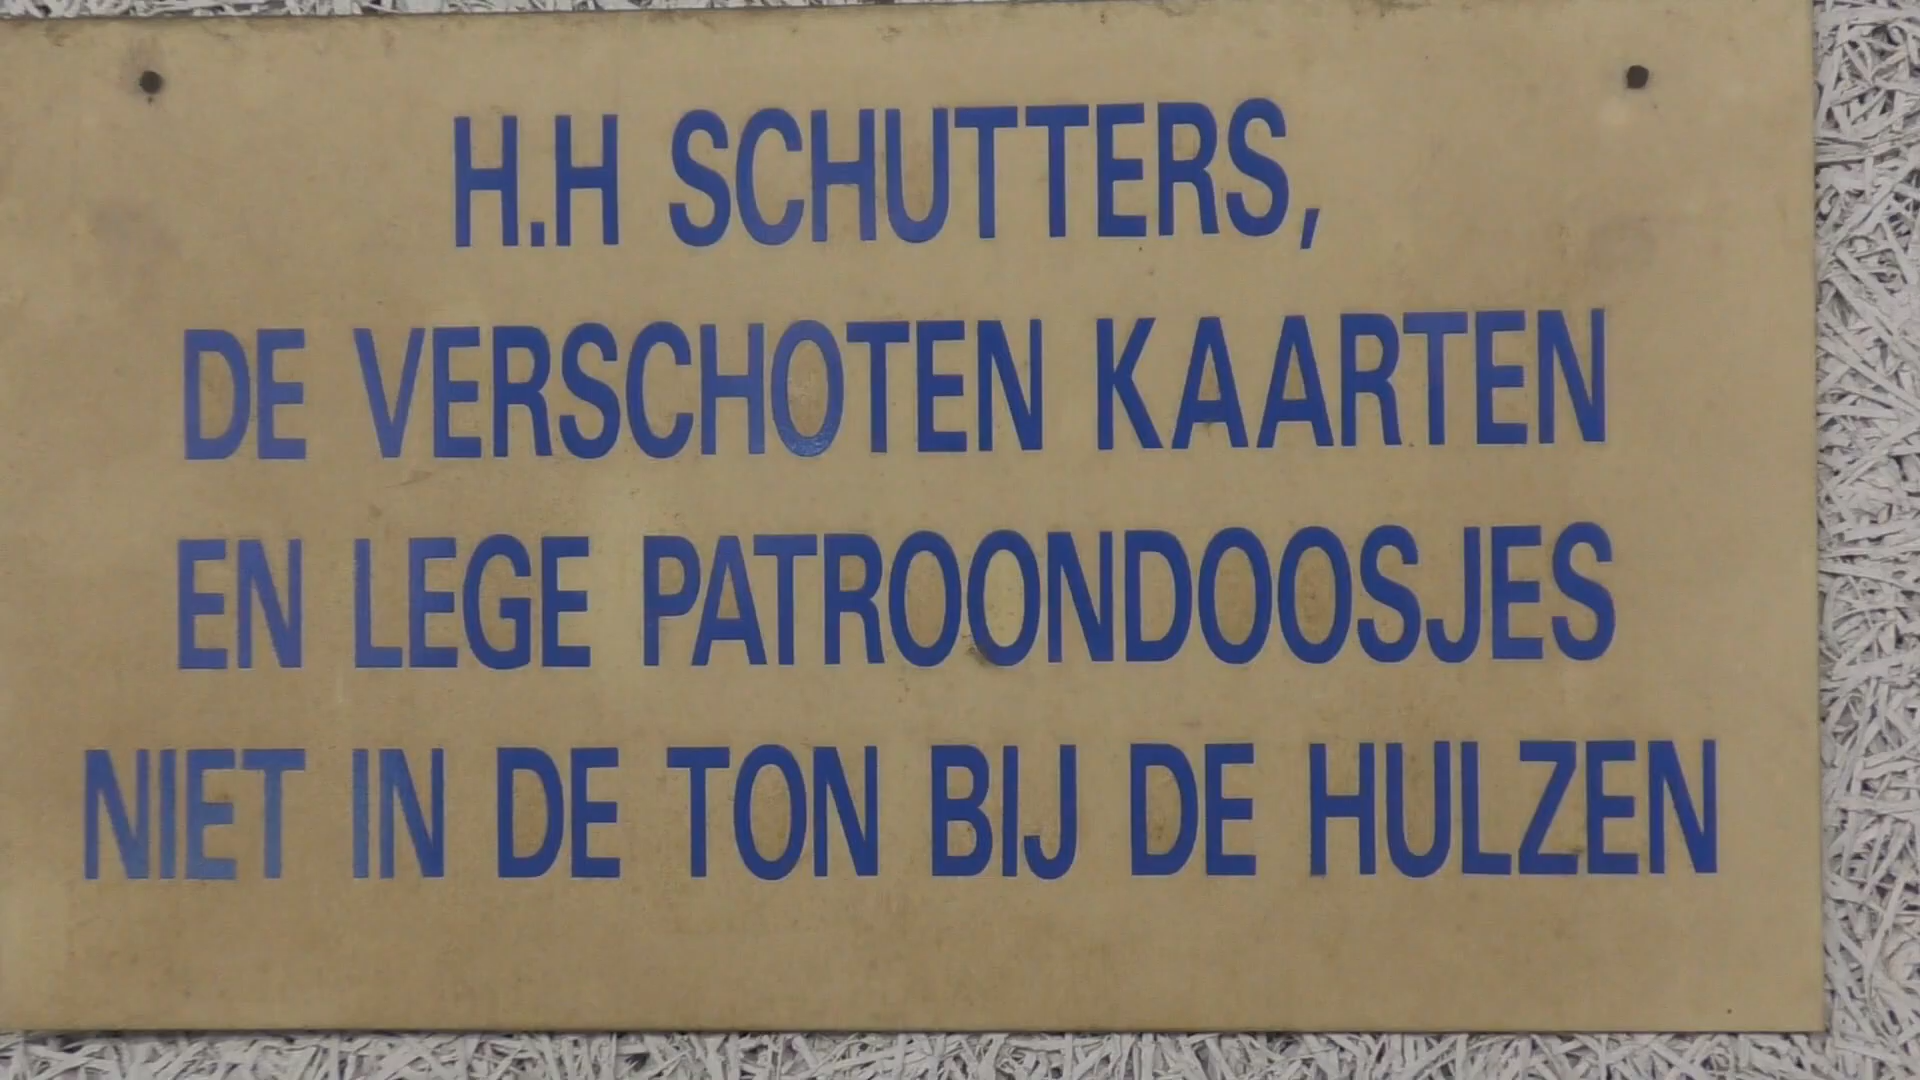 H.H SCHUTTERS,
DE VERSCHOTEN KAARTEN
EN LEGE PATROONDOOSJES
NIET IN DE TON BIJ DE HULZEN